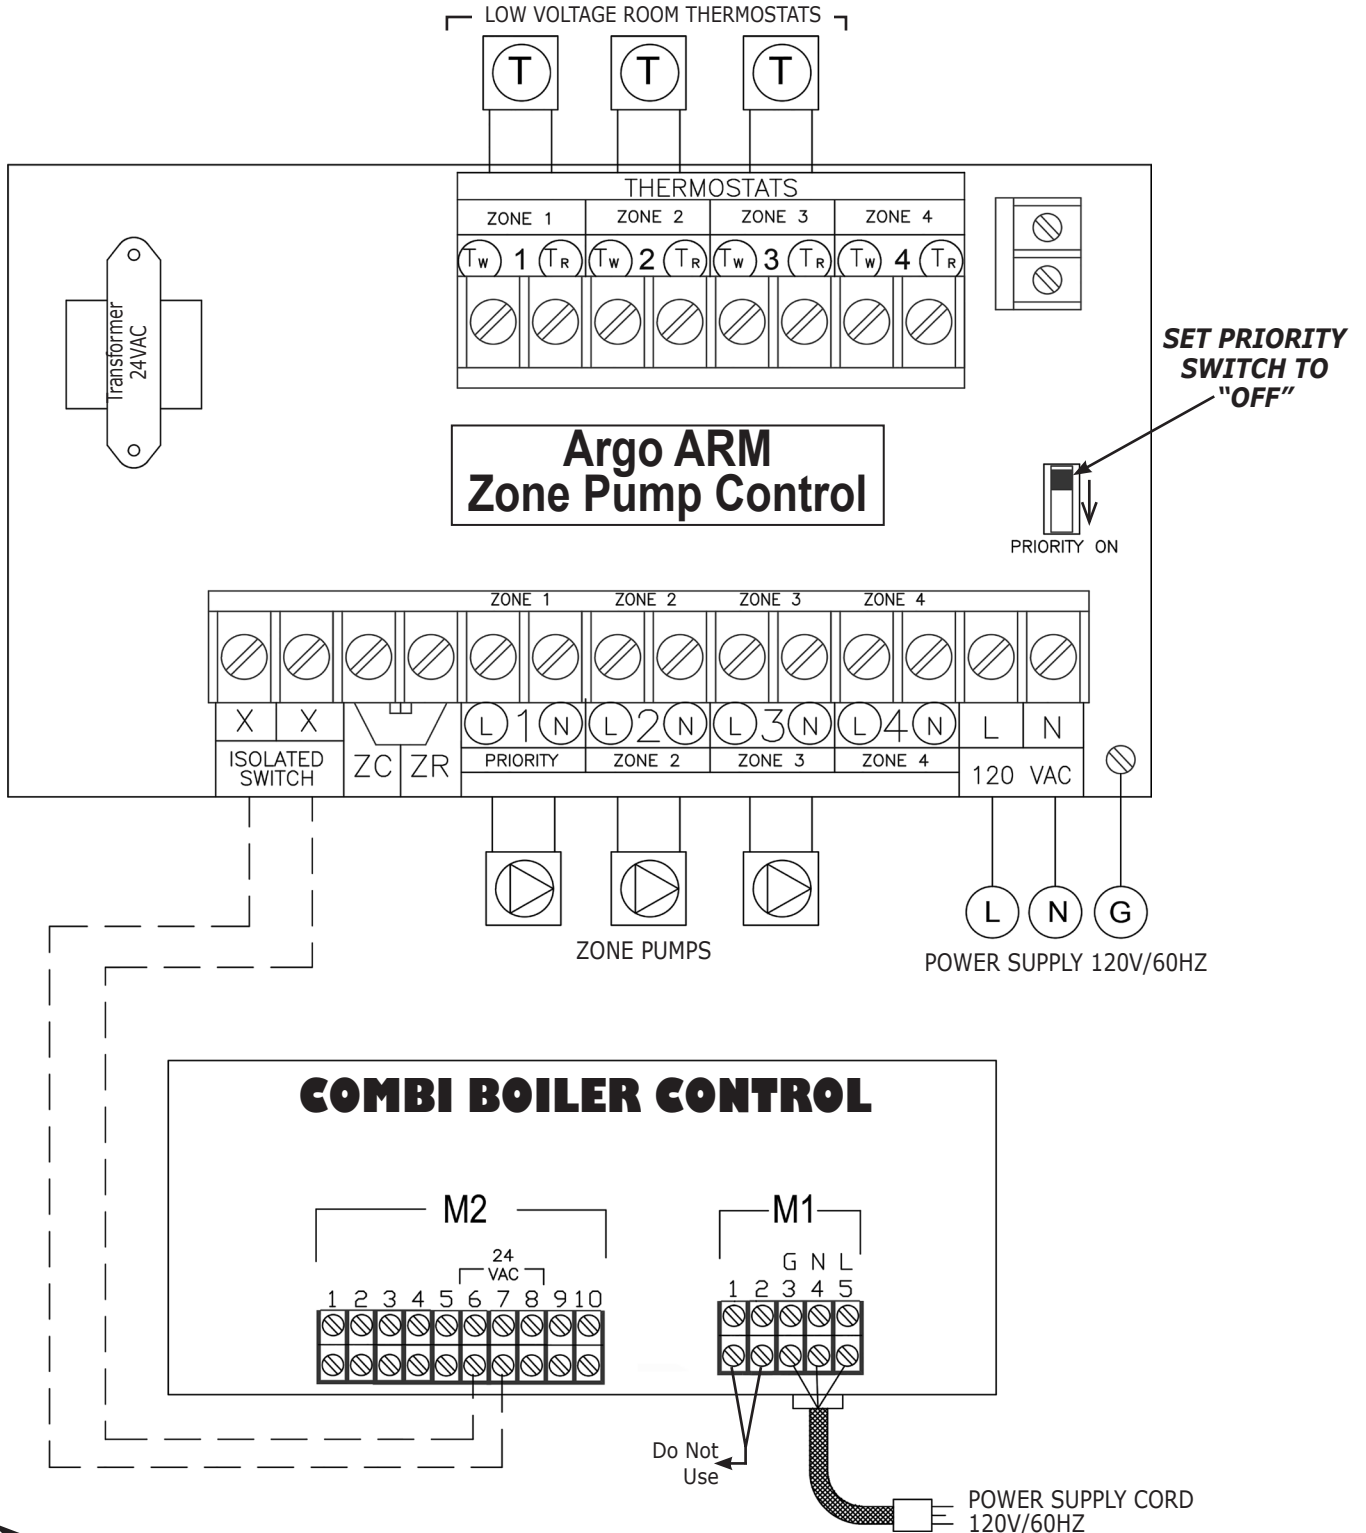 LOW VOLTAGE ROOM THERMOSTATS
T T T
THERMOSTATS
ZONE 1 ZONE 2 ZONE 3 ZONE 4
TW 1 TR TW 2 TR TW 3 TR TW 4 TR
Transformer
24VAC
SET PRIORITY
SWITCH TO
“OFF”
Argo ARM
Zone Pump Control
PRIORITY ON
ZONE 1 ZONE 2 ZONE 3 ZONE 4
X X L 1 N L 2 N L 3 N L 4 N L N
ISOLATED
SWITCH
ZC ZR
PRIORITY ZONE 2 ZONE 3 ZONE 4
120 VAC
L N G
ZONE PUMPS
POWER SUPPLY 120V/60HZ
COMBI BOILER CONTROL
M2 M1
24
VAC
G N L
1 2 3 4 5 6 7 8 9 10
1 2 3 4 5
Do Not
Use
POWER SUPPLY CORD
120V/60HZ